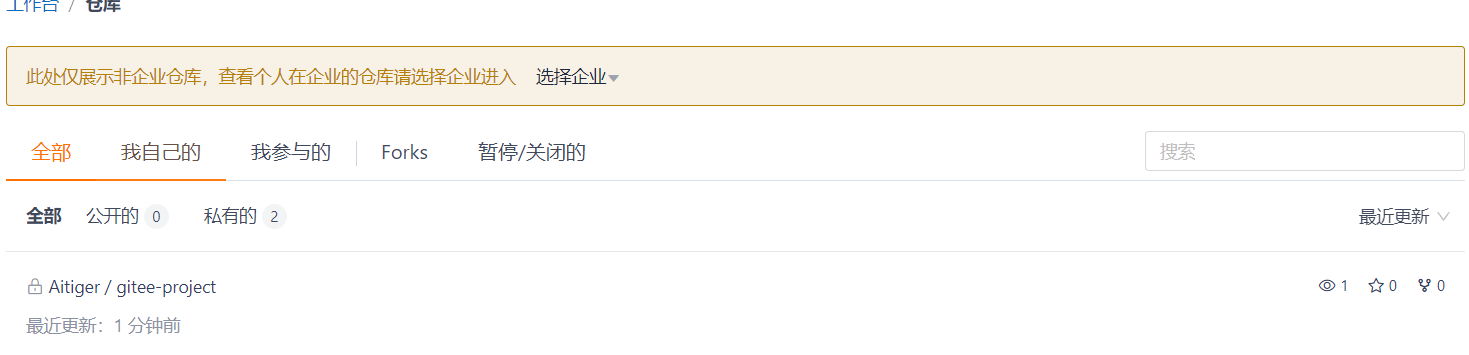 工作台 / 仓库
此处仅展示非企业仓库，查看个人在企业的仓库请选择企业进入 选择企业
全部 我自己的 我参与的 Forks 暂停/关闭的 搜索
全部 公开的 0 私有的 2 最近更新
Aitiger / gitee-project 1 0 0
最近更新：1 分钟前